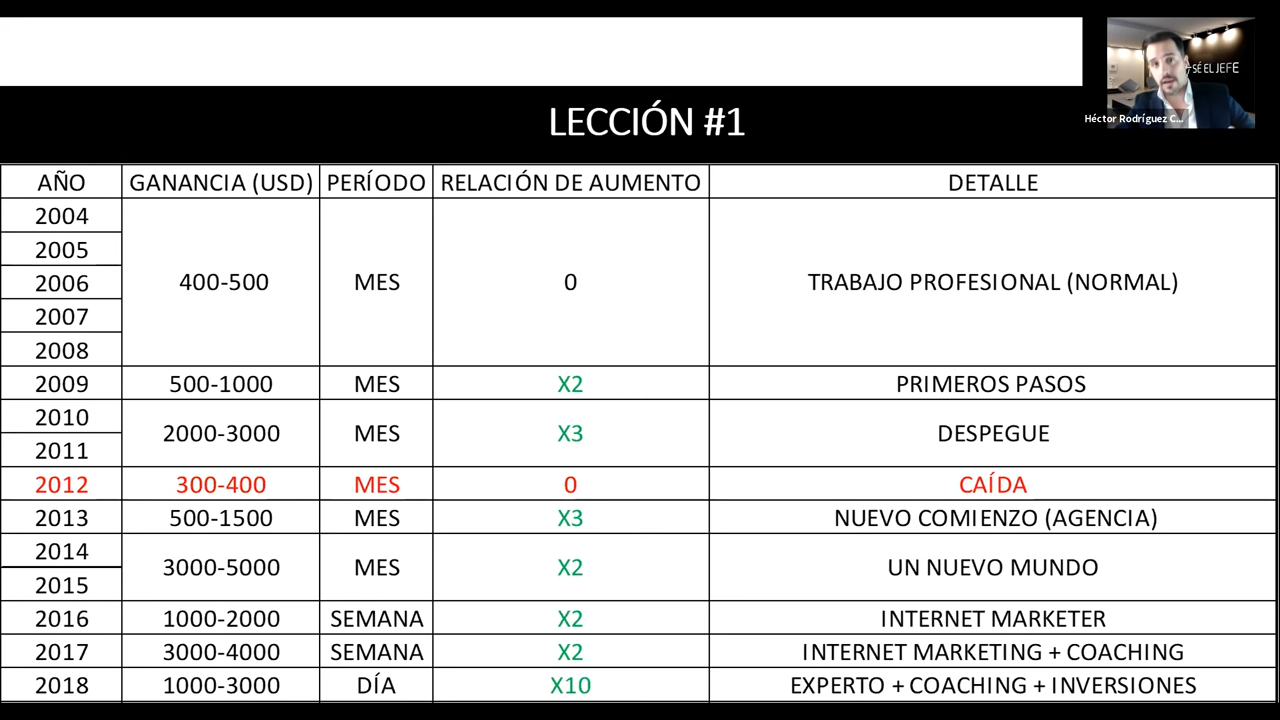 LECCIÓN #1
+SÉ EL JEFE
Héctor Rodríguez C...
AÑO GANANCIA (USD) PERÍODO RELACIÓN DE AUMENTO DETALLE
2004
2005
2006 400-500 MES 0 TRABAJO PROFESIONAL (NORMAL)
2007
2008
2009 500-1000 MES X2 PRIMEROS PASOS
2010
2000-3000 MES X3 DESPEGUE
2011
2012 300-400 MES 0 CAÍDA
2013 500-1500 MES X3 NUEVO COMIENZO (AGENCIA)
2014
3000-5000 MES X2 UN NUEVO MUNDO
2015
2016 1000-2000 SEMANA X2 INTERNET MARKETER
2017 3000-4000 SEMANA X2 INTERNET MARKETING + COACHING
2018 1000-3000 DÍA X10 EXPERTO + COACHING + INVERSIONES